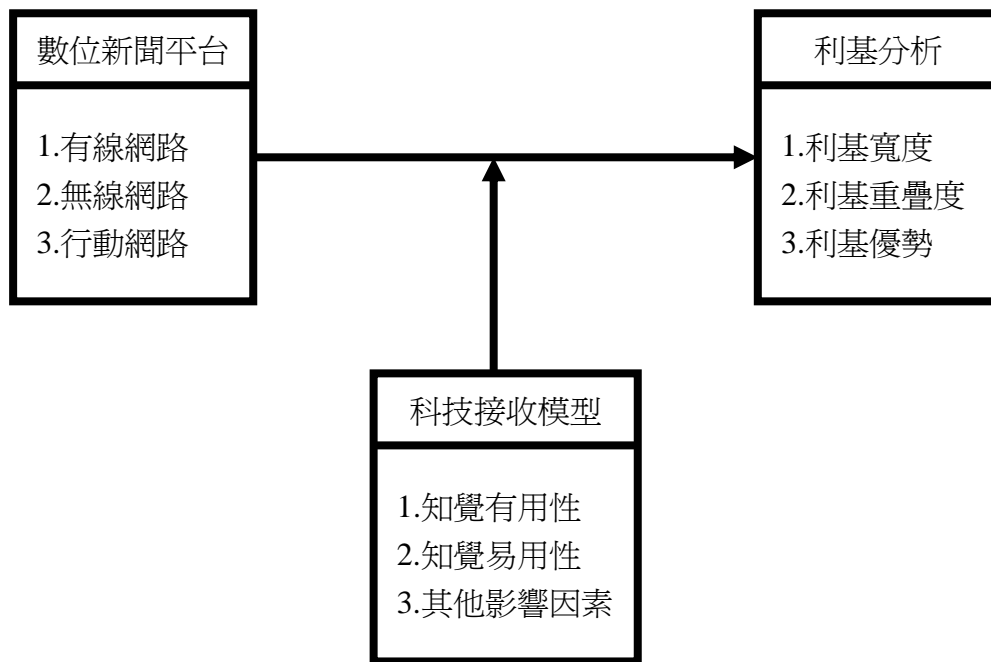 數位新聞平台
1.有線網路
2.無線網路
3.行動網路
利基分析
1.利基寬度
2.利基重疊度
3.利基優勢
科技接收模型
1.知覺有用性
2.知覺易用性
3.其他影響因素